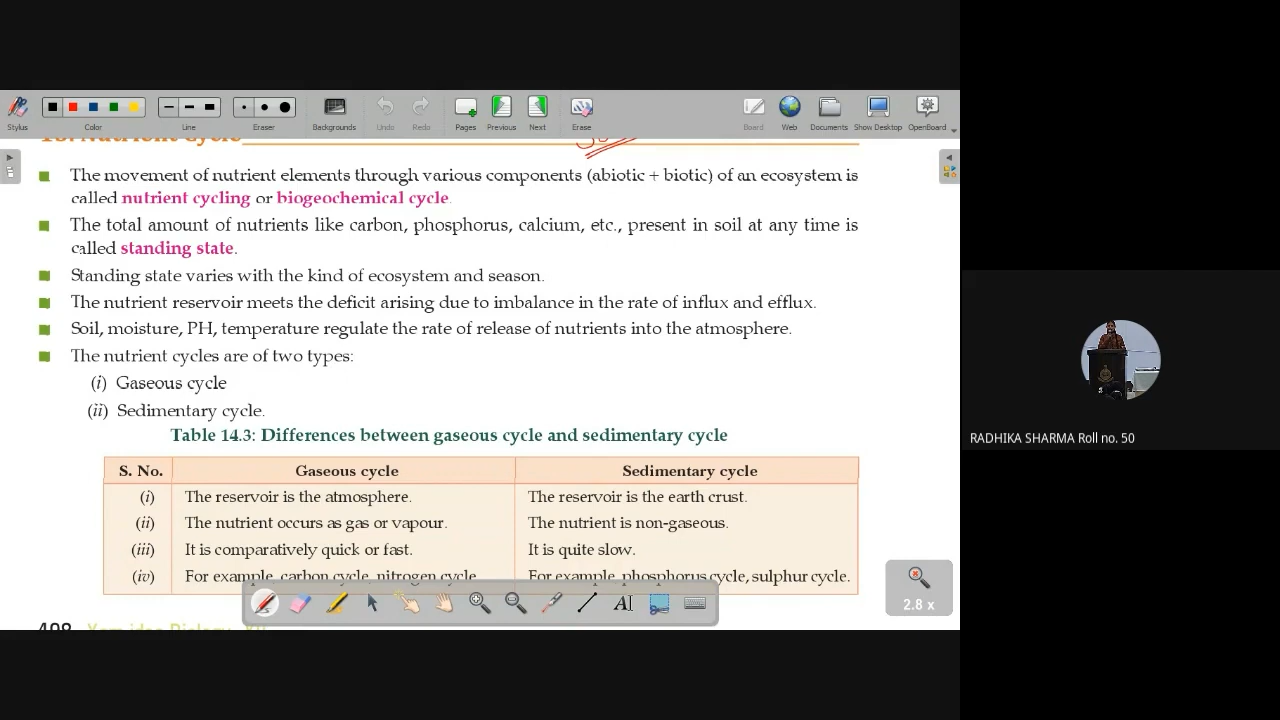 Stylus Color Line Eraser Backgrounds Undo Redo Pages Previous Next Erase Board Web Documents Show Desktop OpenBoard
The movement of nutrient elements through various components (abiotic + biotic) of an ecosystem is
called nutrient cycling or biogeochemical cycle.
The total amount of nutrients like carbon, phosphorus, calcium, etc., present in soil at any time is
called standing state.
Standing state varies with the kind of ecosystem and season.
The nutrient reservoir meets the deficit arising due to imbalance in the rate of influx and efflux.
Soil, moisture, PH, temperature regulate the rate of release of nutrients into the atmosphere.
The nutrient cycles are of two types:
(i) Gaseous cycle
(ii) Sedimentary cycle.
Table 14.3: Differences between gaseous cycle and sedimentary cycle
S. No. Gaseous cycle Sedimentary cycle
(i) The reservoir is the atmosphere. The reservoir is the earth crust.
(ii) The nutrient occurs as gas or vapour. The nutrient is non-gaseous.
(iii) It is comparatively quick or fast. It is quite slow.
(iv) For example, carbon cycle, nitrogen cycle For example, phosphorus cycle, sulphur cycle.
2.8 x
RADHIKA SHARMA Roll no. 50